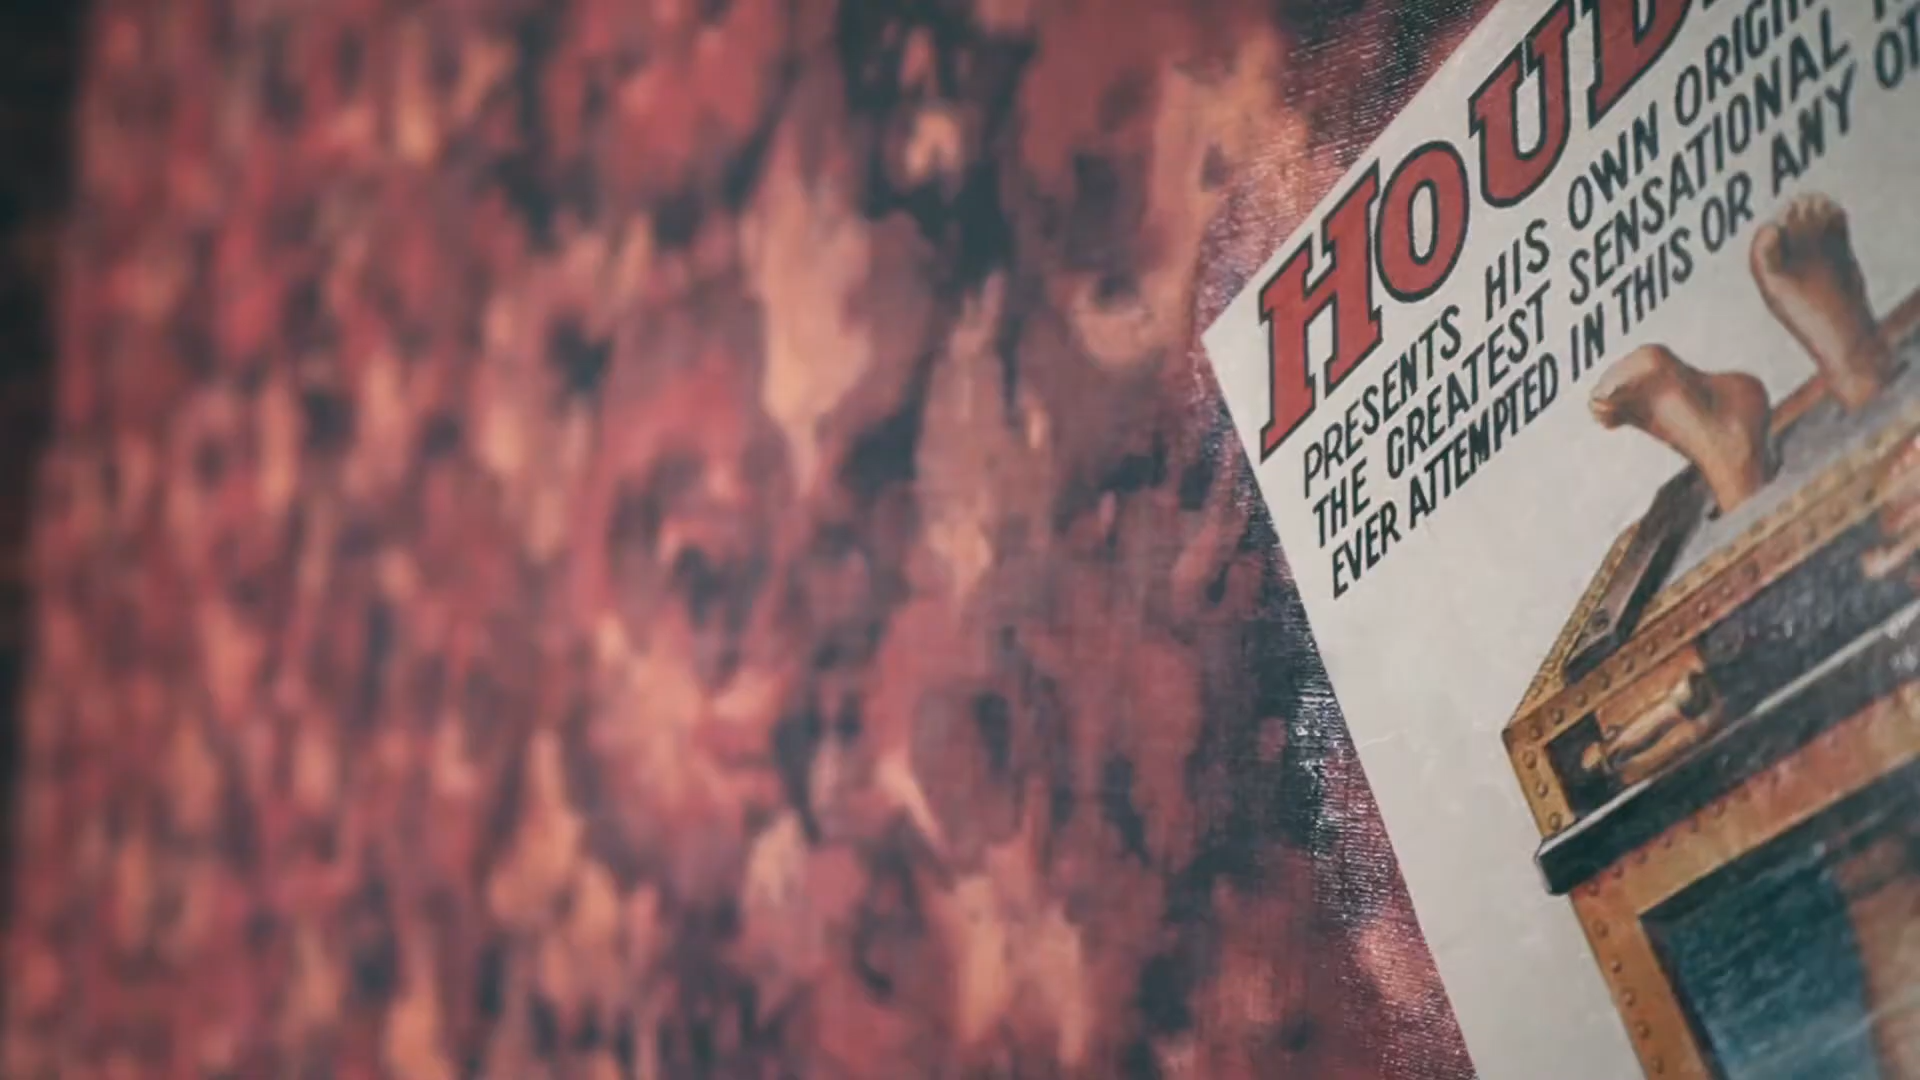 HOUD
PRESENTS HIS OWN ORIGIN
THE GREATEST SENSATIONAL
EVER ATTEMPTED IN THIS OR ANY OT